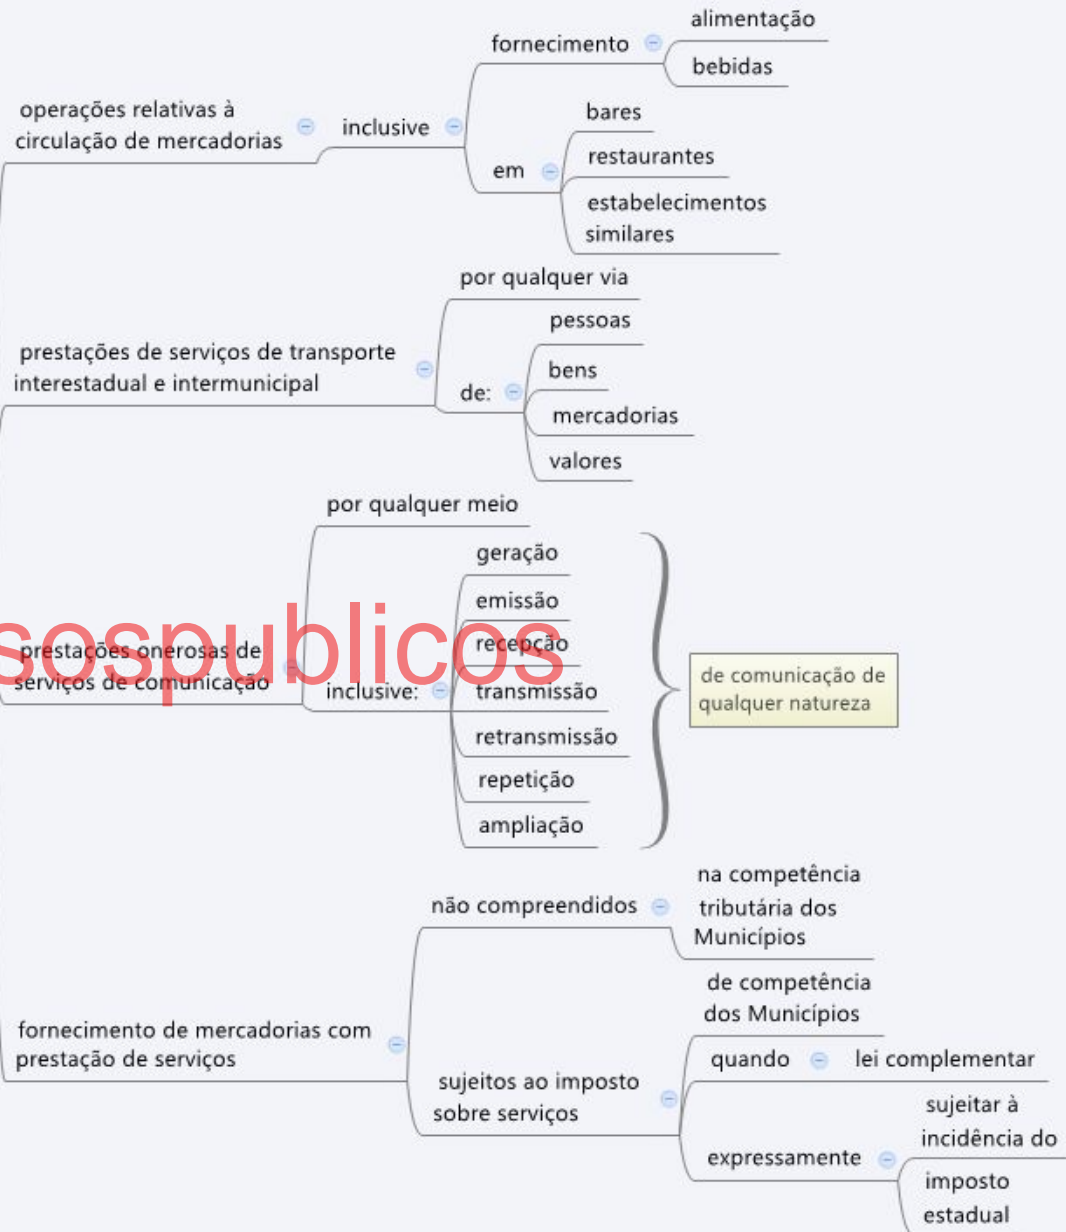 operações relativas à
circulação de mercadorias
inclusive
fornecimento
alimentação
bebidas
em
bares
restaurantes
estabelecimentos
similares
prestações de serviços de transporte
interestadual e intermunicipal
por qualquer via
de:
pessoas
bens
mercadorias
valores
prestações onerosas de
serviços de comunicação
por qualquer meio
inclusive:
geração
emissão
recepção
transmissão
retransmissão
repetição
ampliação
de comunicação de
qualquer natureza
sospublicos
fornecimento de mercadorias com
prestação de serviços
não compreendidos
na competência
tributária dos
Municípios
sujeitos ao imposto
sobre serviços
de competência
dos Municípios
quando
lei complementar
expressamente
sujeitar à
incidência do
imposto
estadual